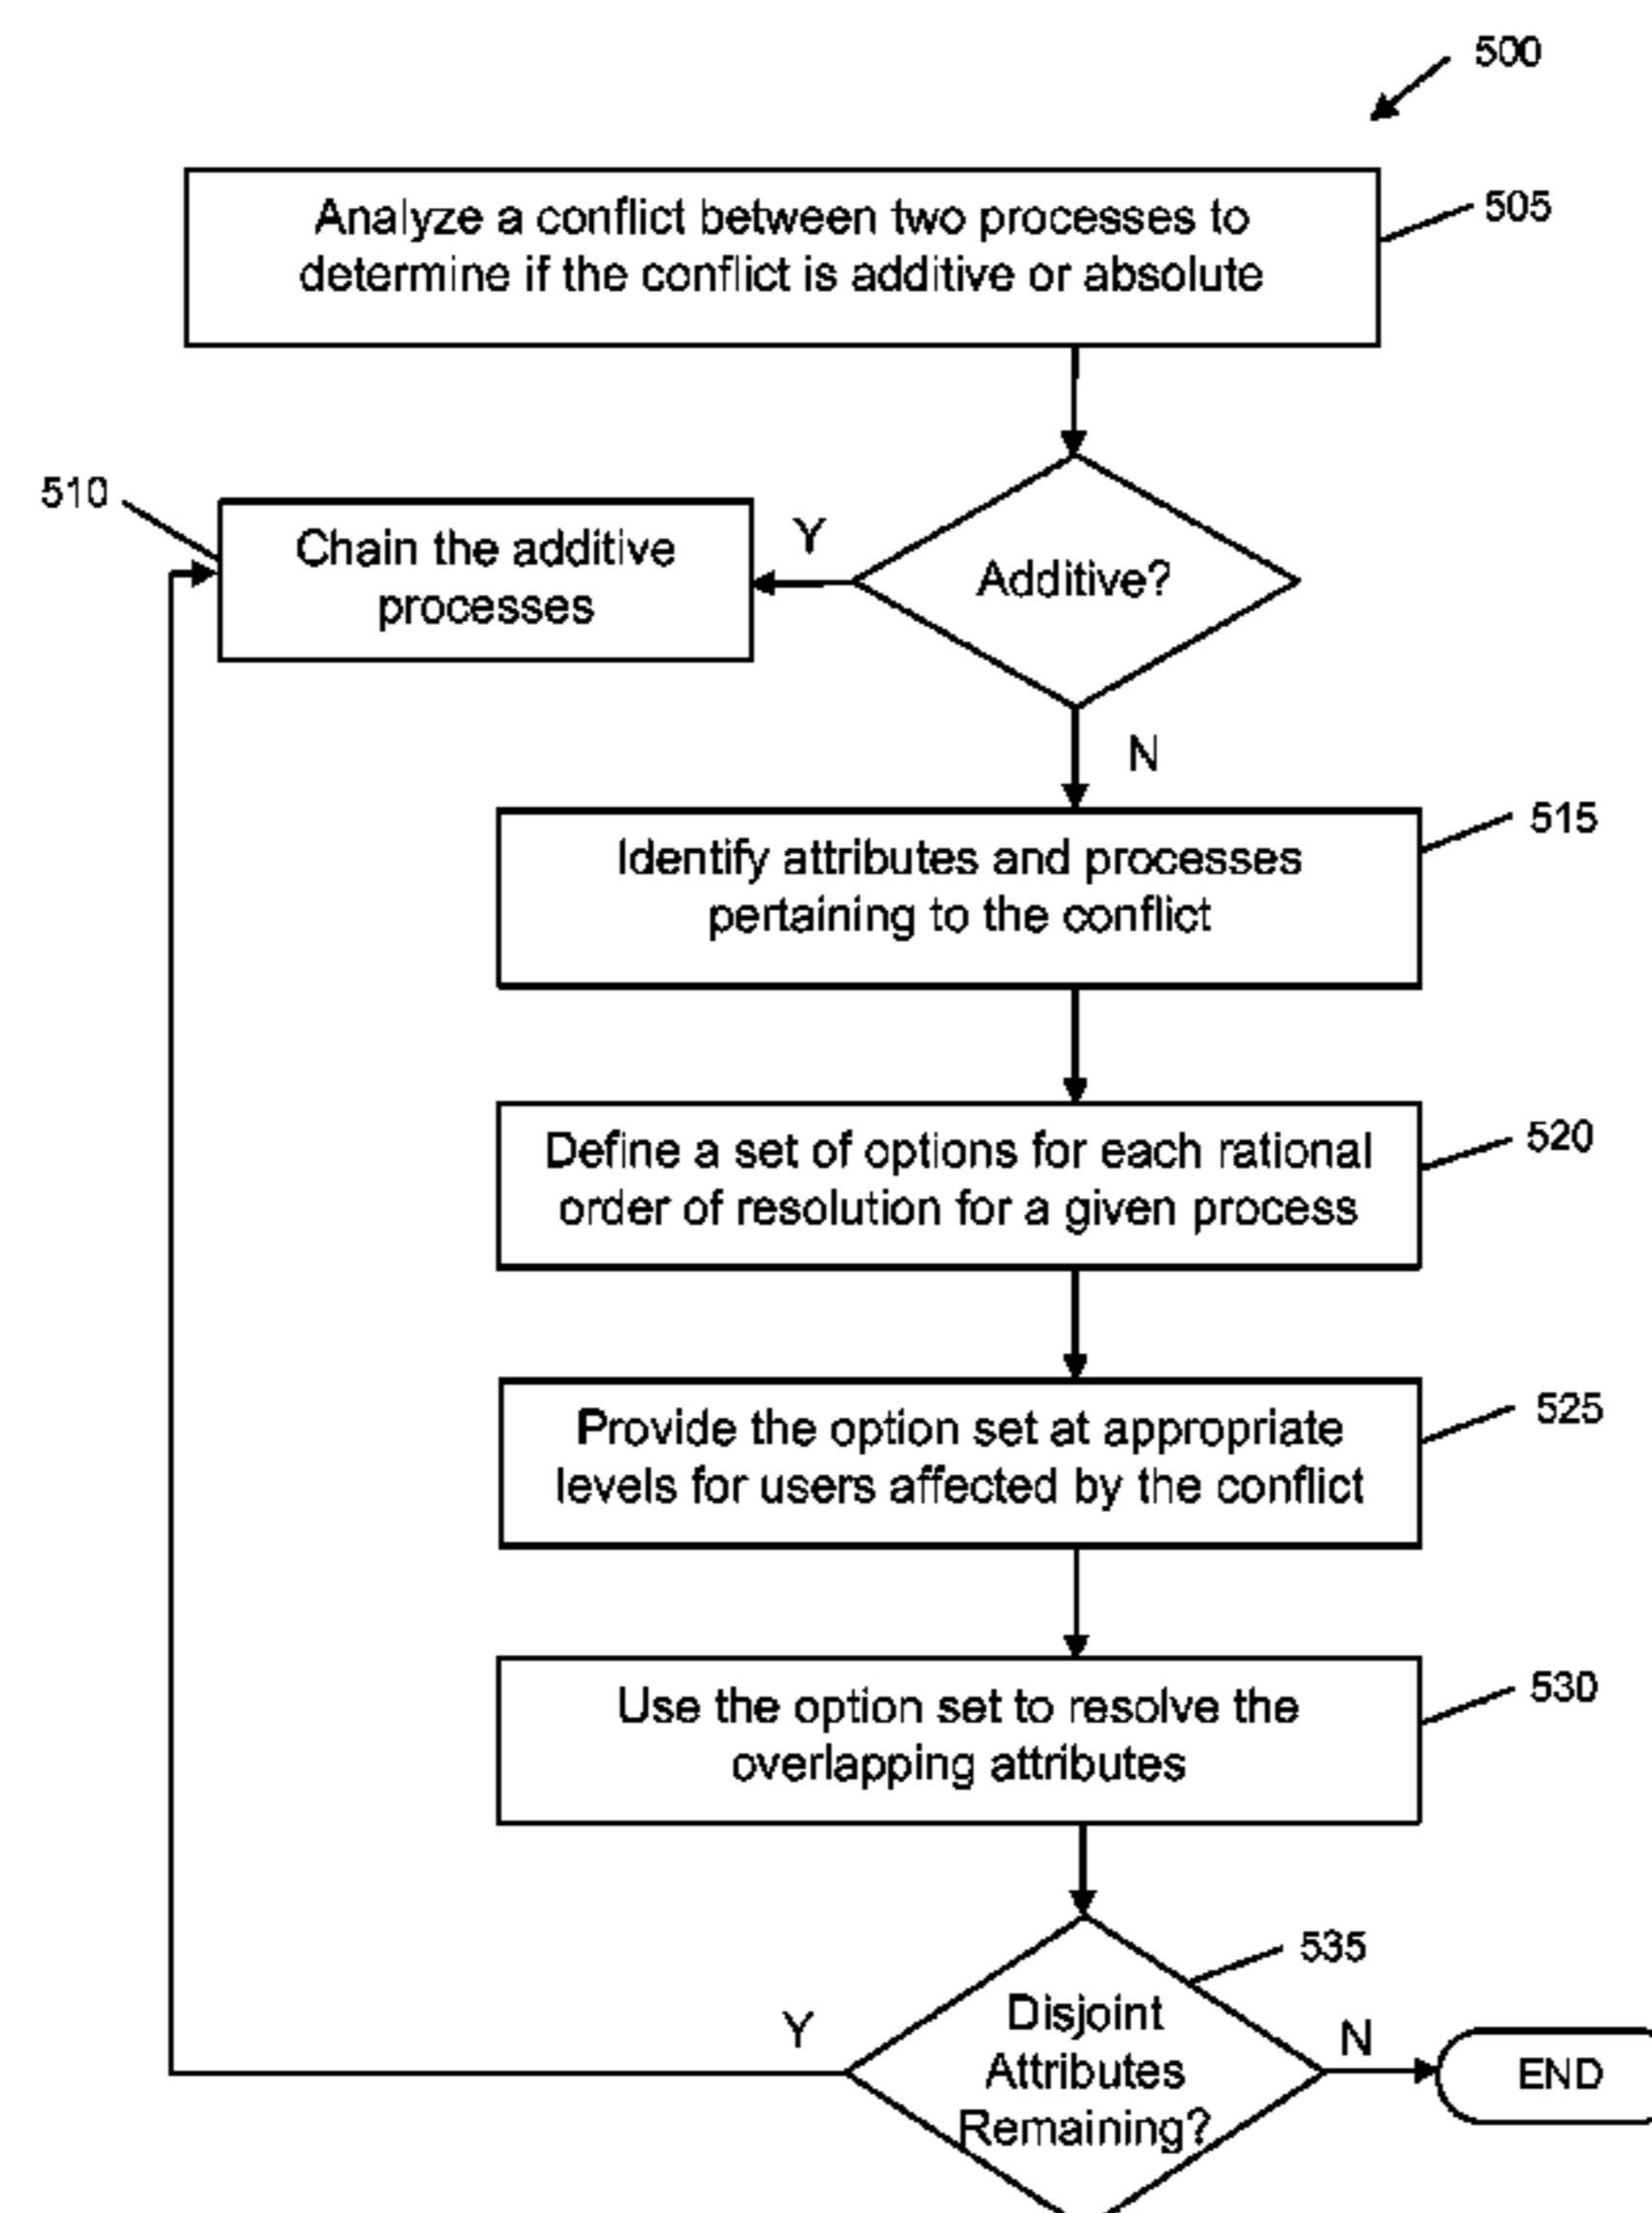 500
Analyze a conflict between two processes to
determine if the conflict is additive or absolute
505
510
Chain the additive
processes
Y
Additive?
N
Identify attributes and processes
pertaining to the conflict
515
Define a set of options for each rational
order of resolution for a given process
520
Provide the option set at appropriate
levels for users affected by the conflict
525
Use the option set to resolve the
overlapping attributes
530
535
Disjoint
Attributes
Remaining?
Y
N
END